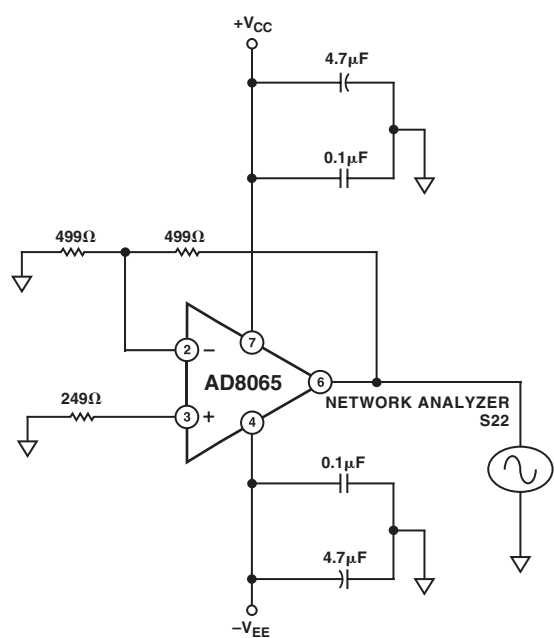 +VCC
4.7μF
0.1μF
499Ω
499Ω
7
2
−
AD8065
6
249Ω
3
+
4
NETWORK ANALYZER
S22
0.1μF
4.7μF
−VEE